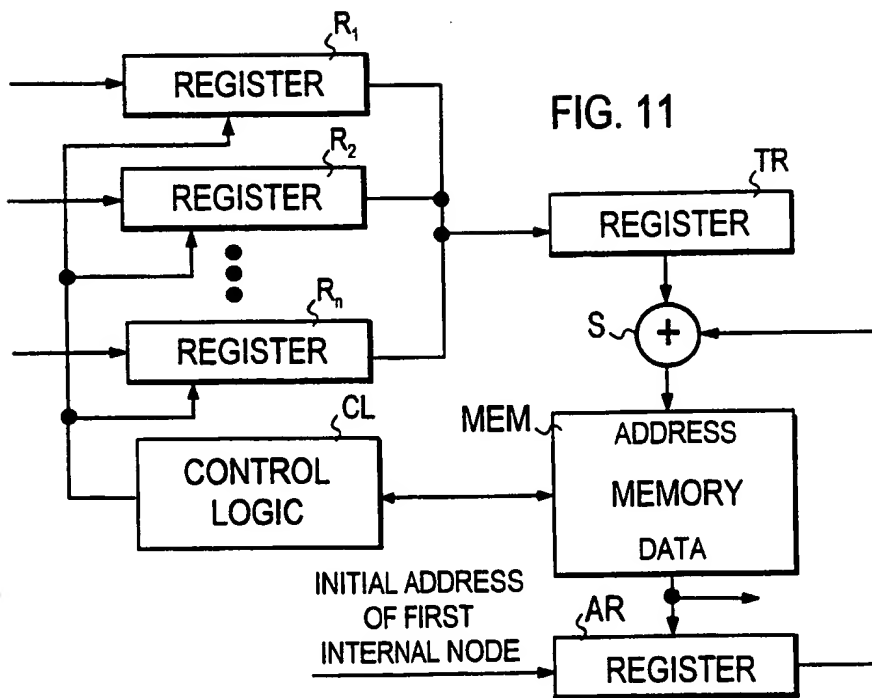 R1
REGISTER
FIG. 11
R2
REGISTER
TR
REGISTER
Rn
REGISTER
S
+
CL
CONTROL
LOGIC
MEM
ADDRESS
MEMORY
DATA
INITIAL ADDRESS
OF FIRST
INTERNAL NODE
AR
REGISTER